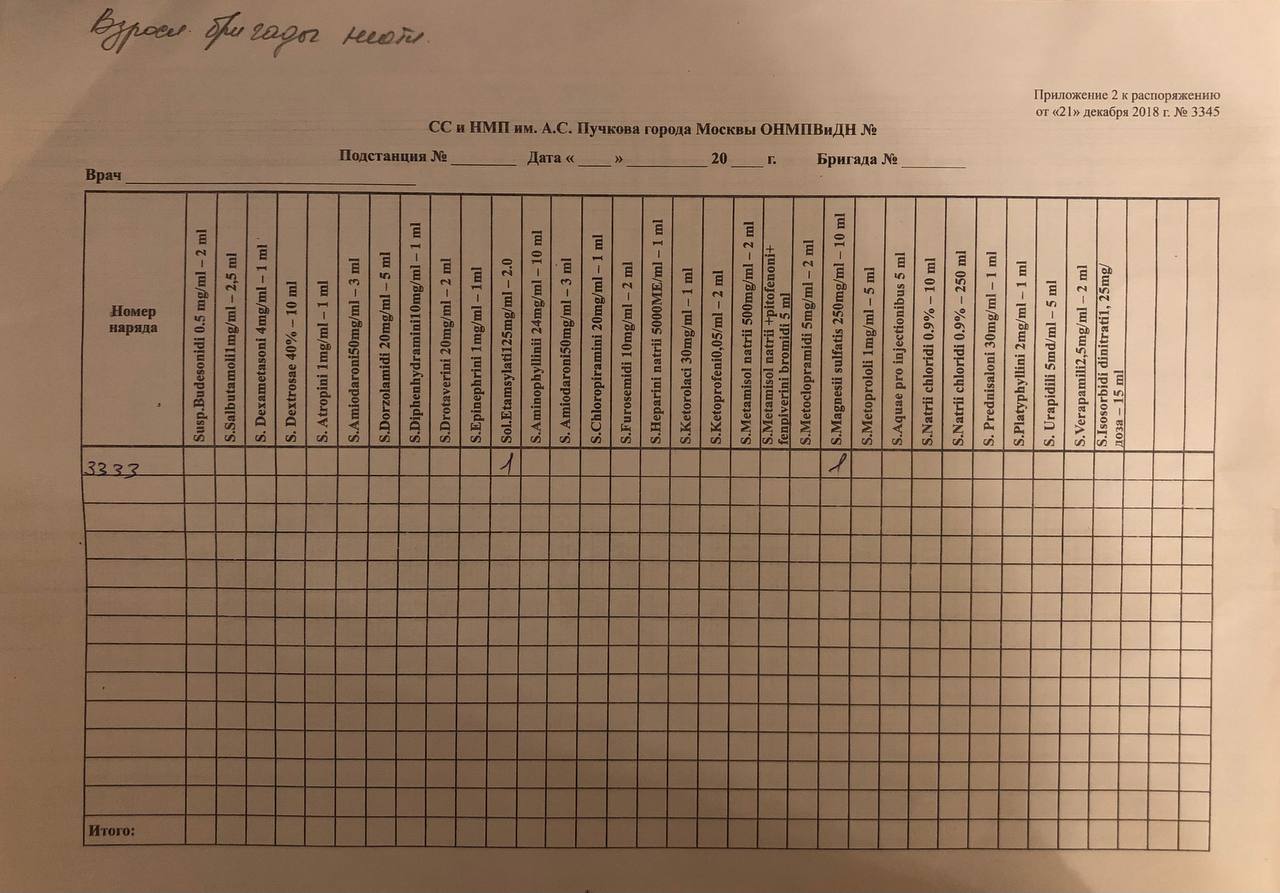 Взросл. бригады
Приложение 2 к распоряжению
от «21» декабря 2018 г. № 3345
СС и НМП им. А.С. Пучкова города Москвы ОНМПВиДН №
Подстанция № ________ Дата « ____ » __________ 20 ____ г. Бригада № ________
Врач ____________________
Номер
наряда
Susp.Budesonidi 0.5 mg/ml – 2 ml
S.Salbutamoli1mg/ml – 2,5 ml
S. Dexametasoni 4mg/ml – 1 ml
S. Dextrosae 40% – 10 ml
S. Atropini 1mg/ml – 1 ml
S.Amiodaroni50mg/ml – 3 ml
S.Dorzolamidi 20mg/ml – 5 ml
S.Diphenhydramini10mg/ml – 1 ml
S.Drotaverini 20mg/ml – 2 ml
S.Epinephrini 1mg/ml – 1ml
Sol.Etamsylati125mg/ml – 2.0
S.Aminophyllinii 24mg/ml – 10 ml
S. Amiodaroni50mg/ml – 3 ml
S.Chloropiramini 20mg/ml – 1 ml
S.Furosemidi 10mg/ml – 2 ml
S.Heparini natrii 5000ME/ml – 1 ml
S.Ketorolaci 30mg/ml – 1 ml
S.Ketoprofeni0,05/ml – 2 ml
S.Metamisol natrii 500mg/ml – 2 ml
S.Metamisol natrii +pitofenoni+
fenpiverini bromidi 5 ml
S.Metoclopramidi 5mg/ml – 2 ml
S.Magnesii sulfatis 250mg/ml – 10 ml
S.Metoprololi 1mg/ml – 5 ml
S.Aquae pro injectionibus 5 ml
S.Natrii chloridi 0.9% – 10 ml
S.Natrii chloridi 0.9% – 250 ml
S. Prednisaloni 30mg/ml – 1 ml
S.Platyphyllini 2mg/ml – 1 ml
S. Urapidili 5md/ml – 5 ml
S.Verapamili2,5mg/ml – 2 ml
S.Isosorbidi dinitrati1, 25mg/
доза – 15 ml
3333 1 1
Итого: